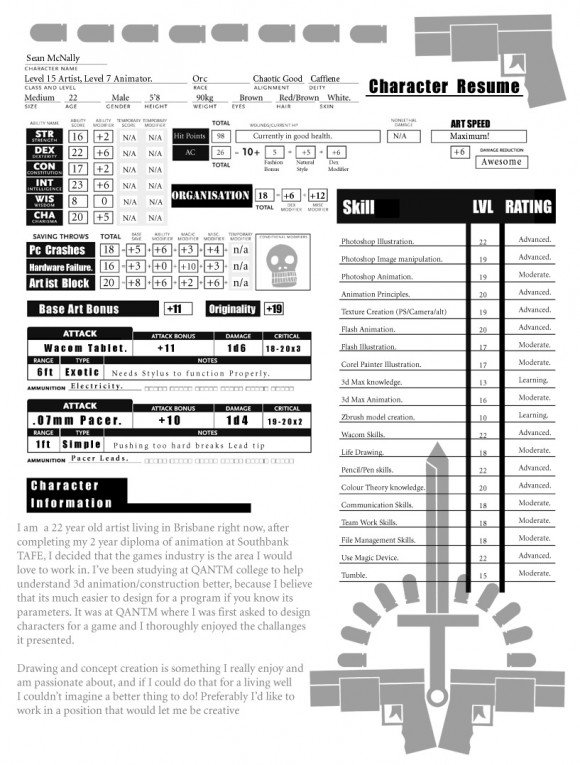 Sean McNally
CHARACTER NAME
Level 15 Artist, Level 7 Animator. Orc Chaotic Good Caffiene
CLASS AND LEVEL RACE ALIGNMENT DEITY
Medium 22 Male 5'8 90kg Brown Red/Brown White.
SIZE AGE GENDER HEIGHT WEIGHT EYES HAIR SKIN
Character Resume
ABILITY NAME ABILITY SCORE ABILITY MODIFIER TEMPORARY SCORE TEMPORARY MODIFIER
STR STRENGTH 16 +2 N/A N/A
DEX DEXTERITY 22 +6 N/A N/A
CON CONSTITUTION 17 +2 N/A N/A
INT INTELLIGENCE 23 +6 N/A N/A
WIS WISDOM 8 0 N/A N/A
CHA CHARISMA 20 +5 N/A N/A
TOTAL WOUNDS/CURRENT HP NONLETHAL DAMAGE ART SPEED
Hit Points 98 Currently in good health. N/A Maximum!
AC 26 = 10+ 5 +5 +6 +6 DAMAGE REDUCTION
TOTAL Fashion Bonus Natural Style Dex Modifier Awesome
ORGANISATION 18 = +6 +12
TOTAL DEX MODIFIER MISC MODIFIER
SAVING THROWS TOTAL BASE SAVE ABILITY MODIFIER MAGIC MODIFIER MISC MODIFIER TEMPORARY MODIFIER CONDITIONAL MODIFIERS
Pc Crashes 18 =+5 + +6 + +3 + +4 + n/a
Hardware Failure. 16 =+3 + +0 + +10 + +3 + n/a
Artist Block 20 =+8 + +6 + +2 + +6 + n/a
Base Art Bonus +11 Originality +19
ATTACK ATTACK BONUS DAMAGE CRITICAL
Wacom Tablet. +11 1d6 18-20x3
RANGE TYPE NOTES
6ft Exotic Needs Stylus to function Properly.
AMMUNITION Electricity.
ATTACK ATTACK BONUS DAMAGE CRITICAL
.07mm Pacer. +10 1d4 19-20x2
RANGE TYPE NOTES
1ft Simple Pushing too hard breaks Lead tip
AMMUNITION Pacer Leads.
Character
Information
I am a 22 year old artist living in Brisbane right now, after
completing my 2 year diploma of animation at Southbank
TAFE, I decided that the games industry is the area I would
love to work in. I've been studying at QANTM college to help
understand 3d animation/construction better, because I believe
that its much easier to design for a program if you know its
parameters. It was at QANTM where I was first asked to design
characters for a game and I thoroughly enjoyed the challanges
it presented.
Drawing and concept creation is something I really enjoy and
am passionate about, and if I could do that for a living well
I couldn't imagine a better thing to do! Preferably I'd like to
work in a position that would let me be creative
Skill LVL RATING
Photoshop Illustration. 22 Advanced.
Photoshop Image manipulation. 19 Advanced.
Photoshop Animation. 19 Moderate.
Animation Principles. 20 Advanced.
Texture Creation (PS/Camera/alt) 19 Advanced.
Flash Animation. 20 Advanced.
Flash Illustration. 17 Moderate.
Corel Painter Illustration. 17 Moderate.
3d Max knowledge. 13 Learning.
3d Max Animation. 16 Moderate.
Zbrush model creation. 10 Learning.
Wacom Skills. 22 Advanced.
Life Drawing. 18 Moderate.
Pencil/Pen skills. 22 Advanced.
Colour Theory knowledge. 20 Advanced.
Communication Skills. 18 Moderate.
Team Work Skills. 18 Moderate.
File Management Skills. 18 Moderate.
Use Magic Device. 22 Advanced.
Tumble. 15 Moderate.